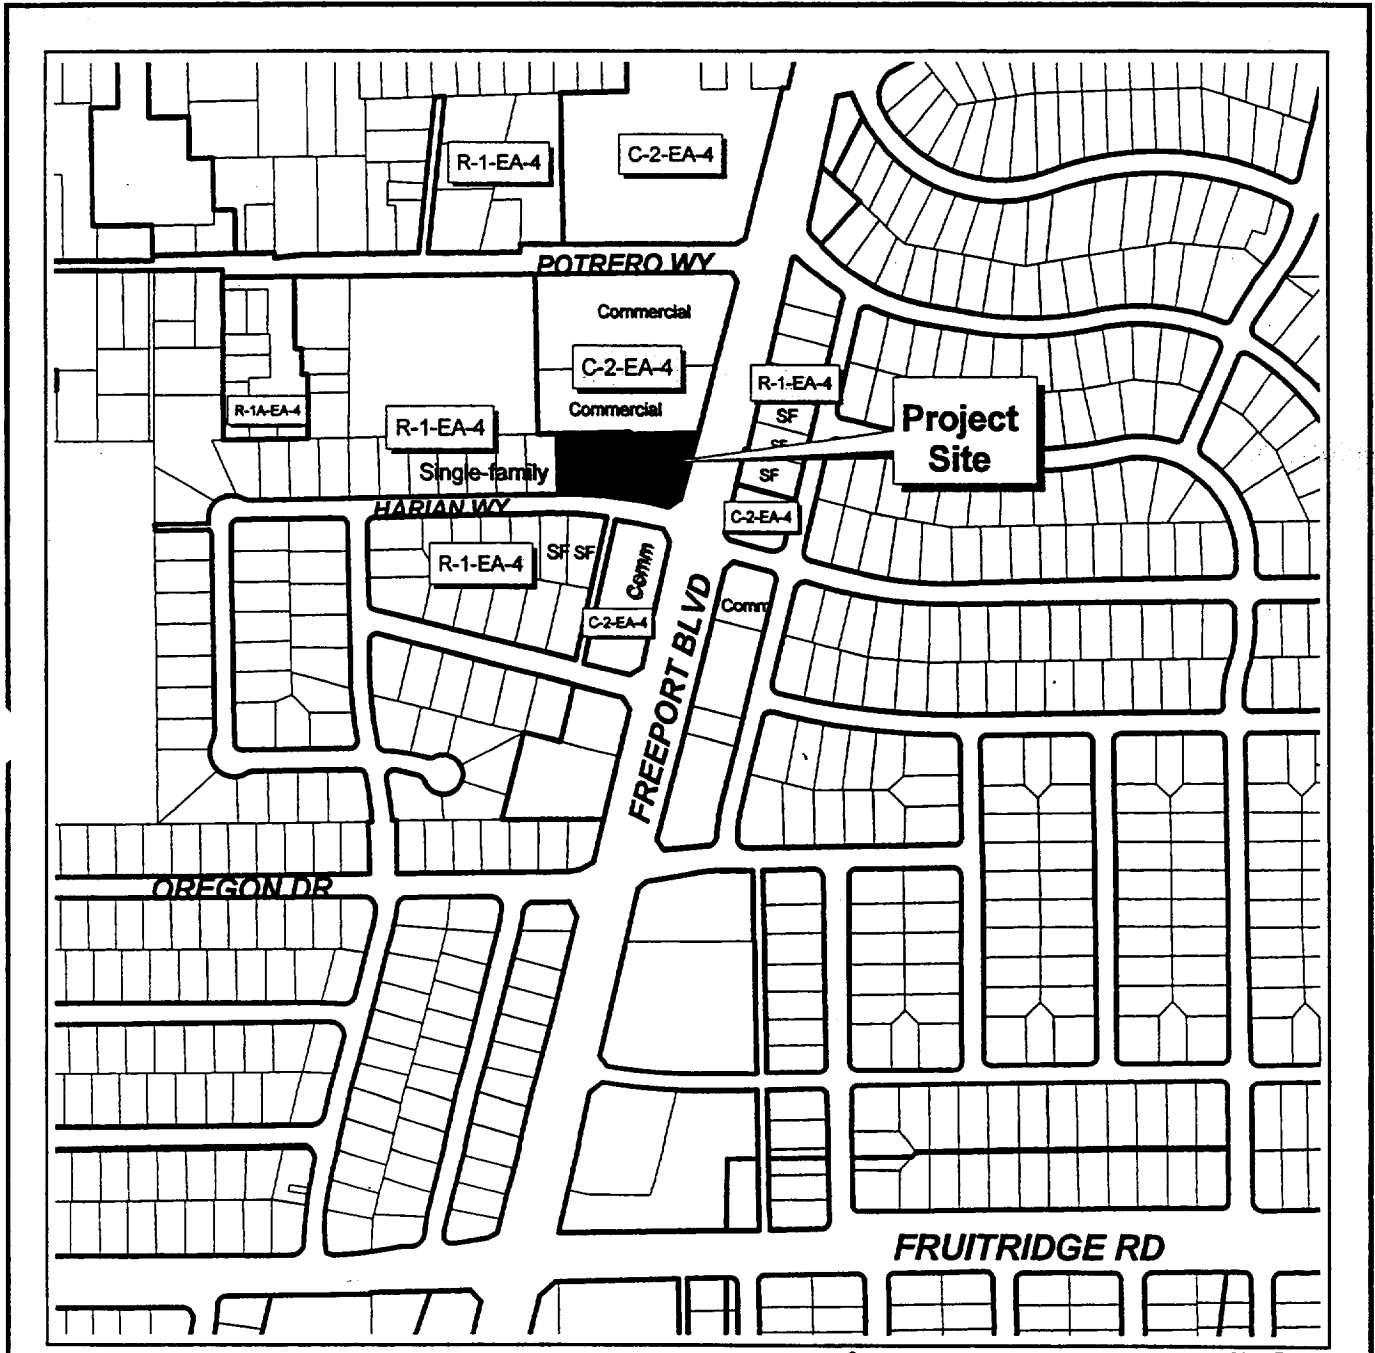 R-1-EA-4
C-2-EA-4
POTRERO WY
Commercial
C-2-EA-4
Commercial
R-1-EA-4
SF
SF
SF
Project
Site
R-1A-EA-4
R-1-EA-4
Single-family
HARIAN WY
C-2-EA-4
R-1-EA-4
SF SF
Comm
C-2-EA-4
Comm
FREEPORT BLVD
OREGON DR
FRUITRIDGE RD